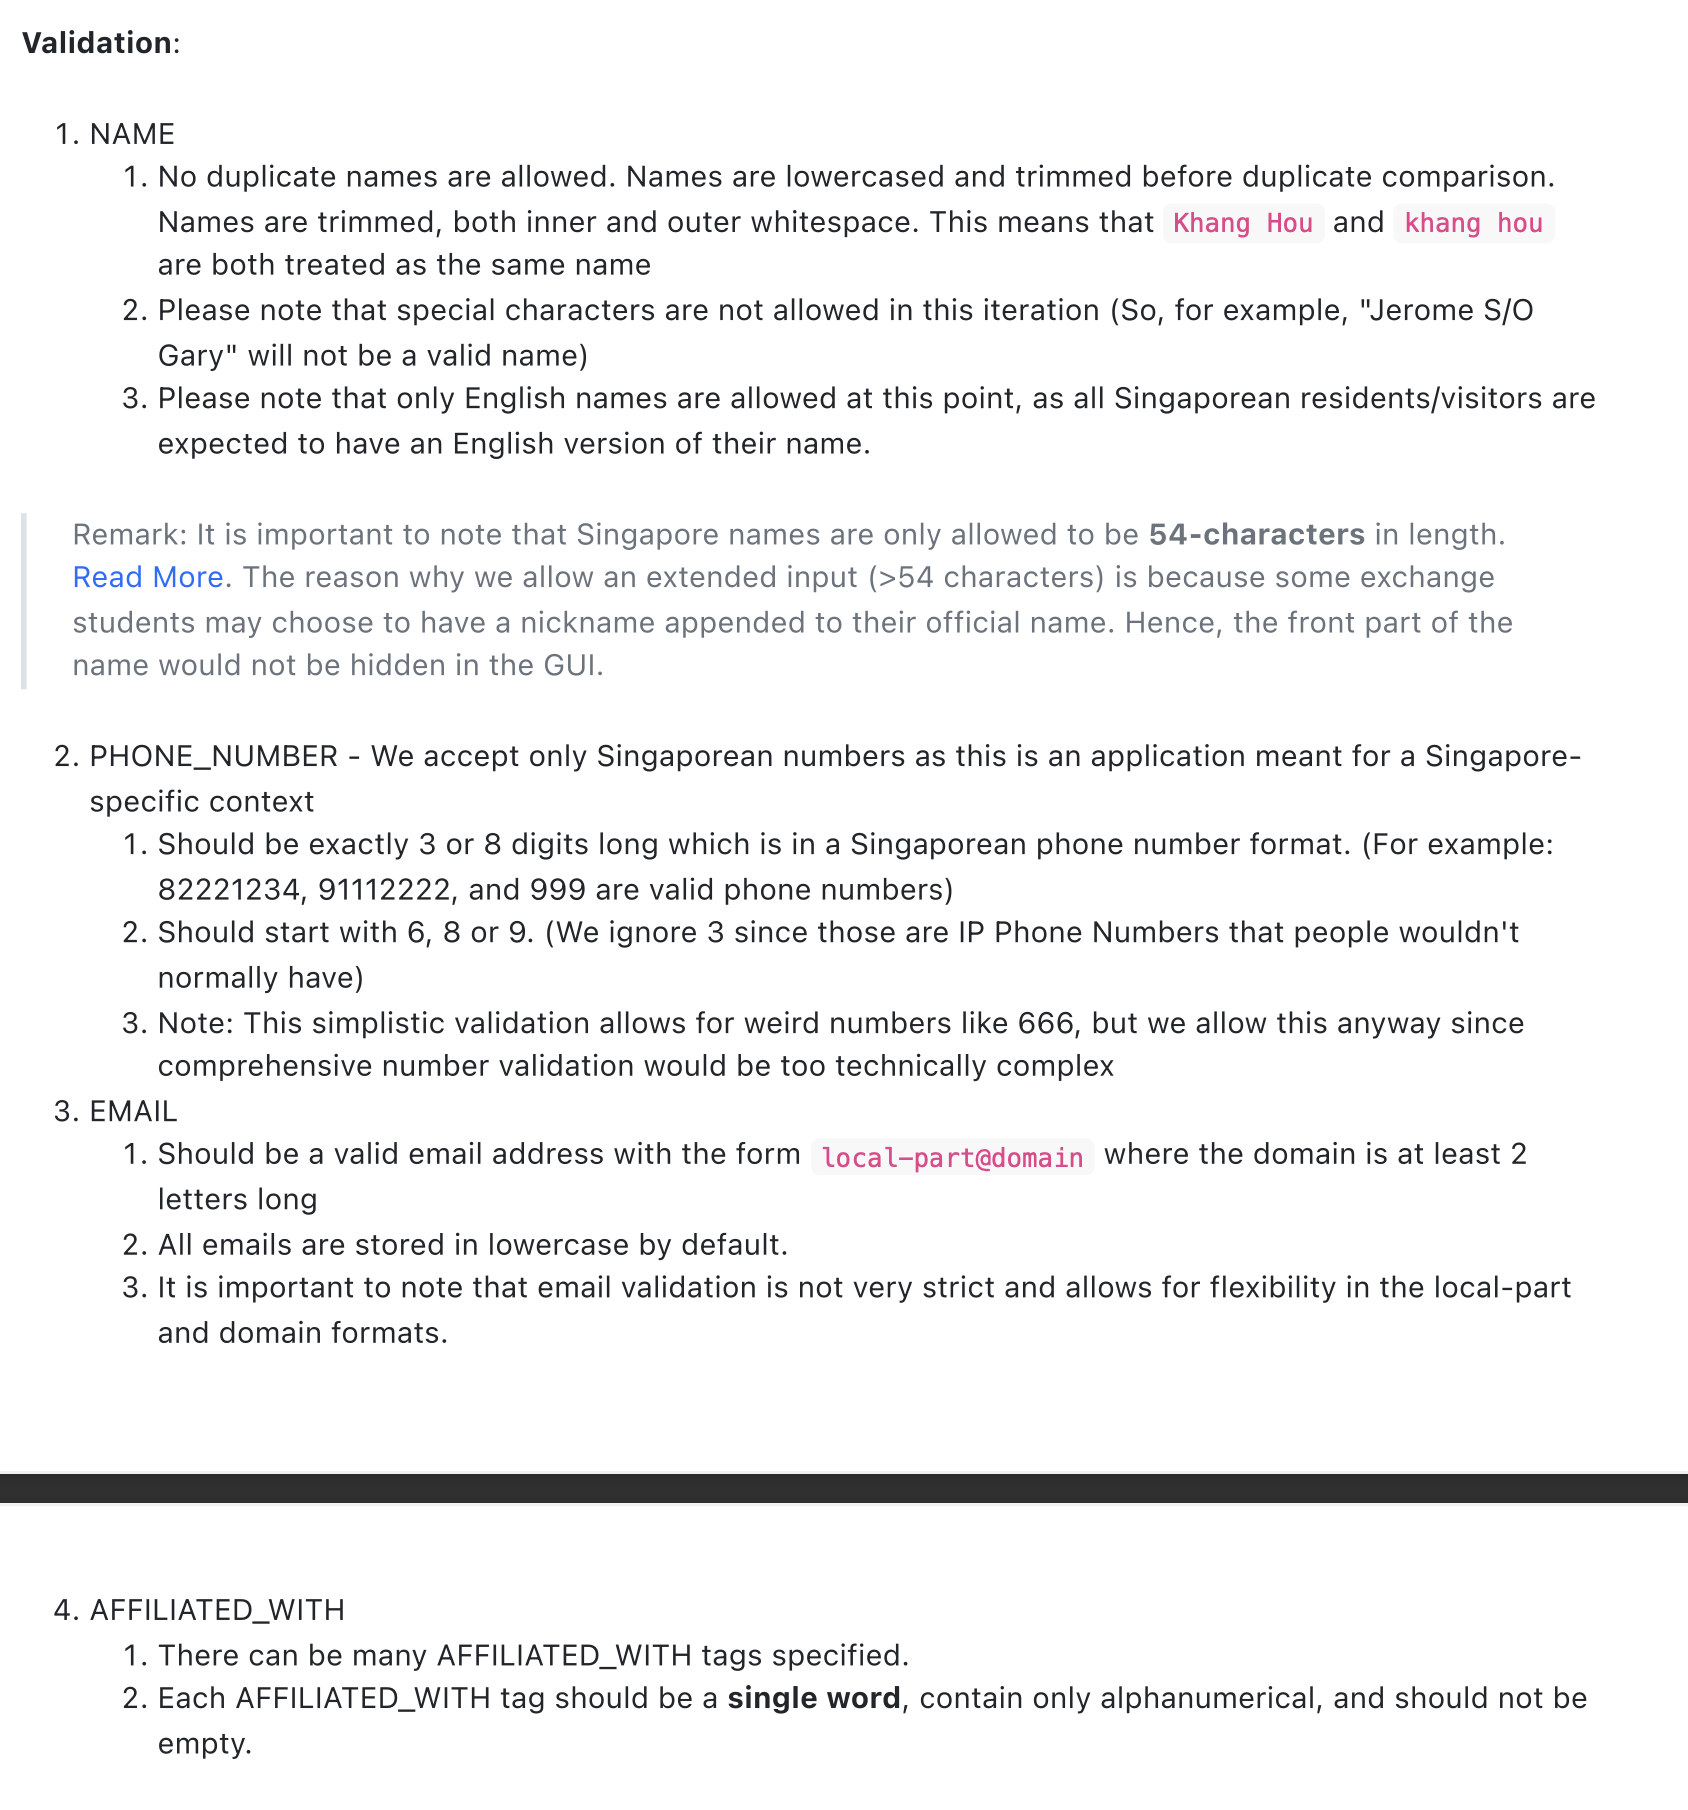 Validation:
1. NAME
1. No duplicate names are allowed. Names are lowercased and trimmed before duplicate comparison.
Names are trimmed, both inner and outer whitespace. This means that Khang Hou and khang hou
are both treated as the same name
2. Please note that special characters are not allowed in this iteration (So, for example, "Jerome S/O
Gary" will not be a valid name)
3. Please note that only English names are allowed at this point, as all Singaporean residents/visitors are
expected to have an English version of their name.
Remark: It is important to note that Singapore names are only allowed to be 54-characters in length.
Read More. The reason why we allow an extended input (>54 characters) is because some exchange
students may choose to have a nickname appended to their official name. Hence, the front part of the
name would not be hidden in the GUI.
2. PHONE_NUMBER - We accept only Singaporean numbers as this is an application meant for a Singapore-
specific context
1. Should be exactly 3 or 8 digits long which is in a Singaporean phone number format. (For example:
82221234, 91112222, and 999 are valid phone numbers)
2. Should start with 6, 8 or 9. (We ignore 3 since those are IP Phone Numbers that people wouldn't
normally have)
3. Note: This simplistic validation allows for weird numbers like 666, but we allow this anyway since
comprehensive number validation would be too technically complex
3. EMAIL
1. Should be a valid email address with the form local-part@domain where the domain is at least 2
letters long
2. All emails are stored in lowercase by default.
3. It is important to note that email validation is not very strict and allows for flexibility in the local-part
and domain formats.
4. AFFILIATED_WITH
1. There can be many AFFILIATED_WITH tags specified.
2. Each AFFILIATED_WITH tag should be a single word, contain only alphanumerical, and should not be
empty.